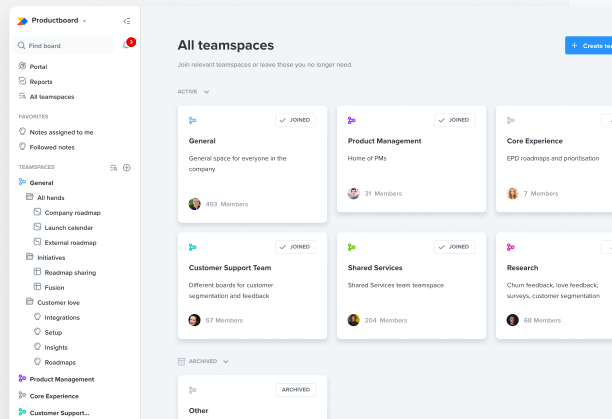 Productboard
Find board
3
Portal
Reports
All teamspaces
FAVORITES
Notes assigned to me
Followed notes
TEAMSPACES
General
All hands
Company roadmap
Launch calendar
External roadmap
Initiatives
Roadmap sharing
Fusion
Customer love
Integrations
Setup
Insights
Roadmaps
Product Management
Core Experience
Customer Support...
All teamspaces
+ Create tea
Join relevant teamspaces or leave those you no longer need.
ACTIVE
JOINED
General
General space for everyone in the
company
493 Members
JOINED
Product Management
Home of PMs
31 Members
Core Experience
EPD roadmaps and prioritisation
7 Members
JOINED
Customer Support Team
Different boards for customer
segmentation and feedback
57 Members
JOINED
Shared Services
Shared Services team teamspace
204 Members
Research
Churn feedback, love feedback,
surveys, customer segmentation
68 Members
ARCHIVED
ARCHIVED
Other